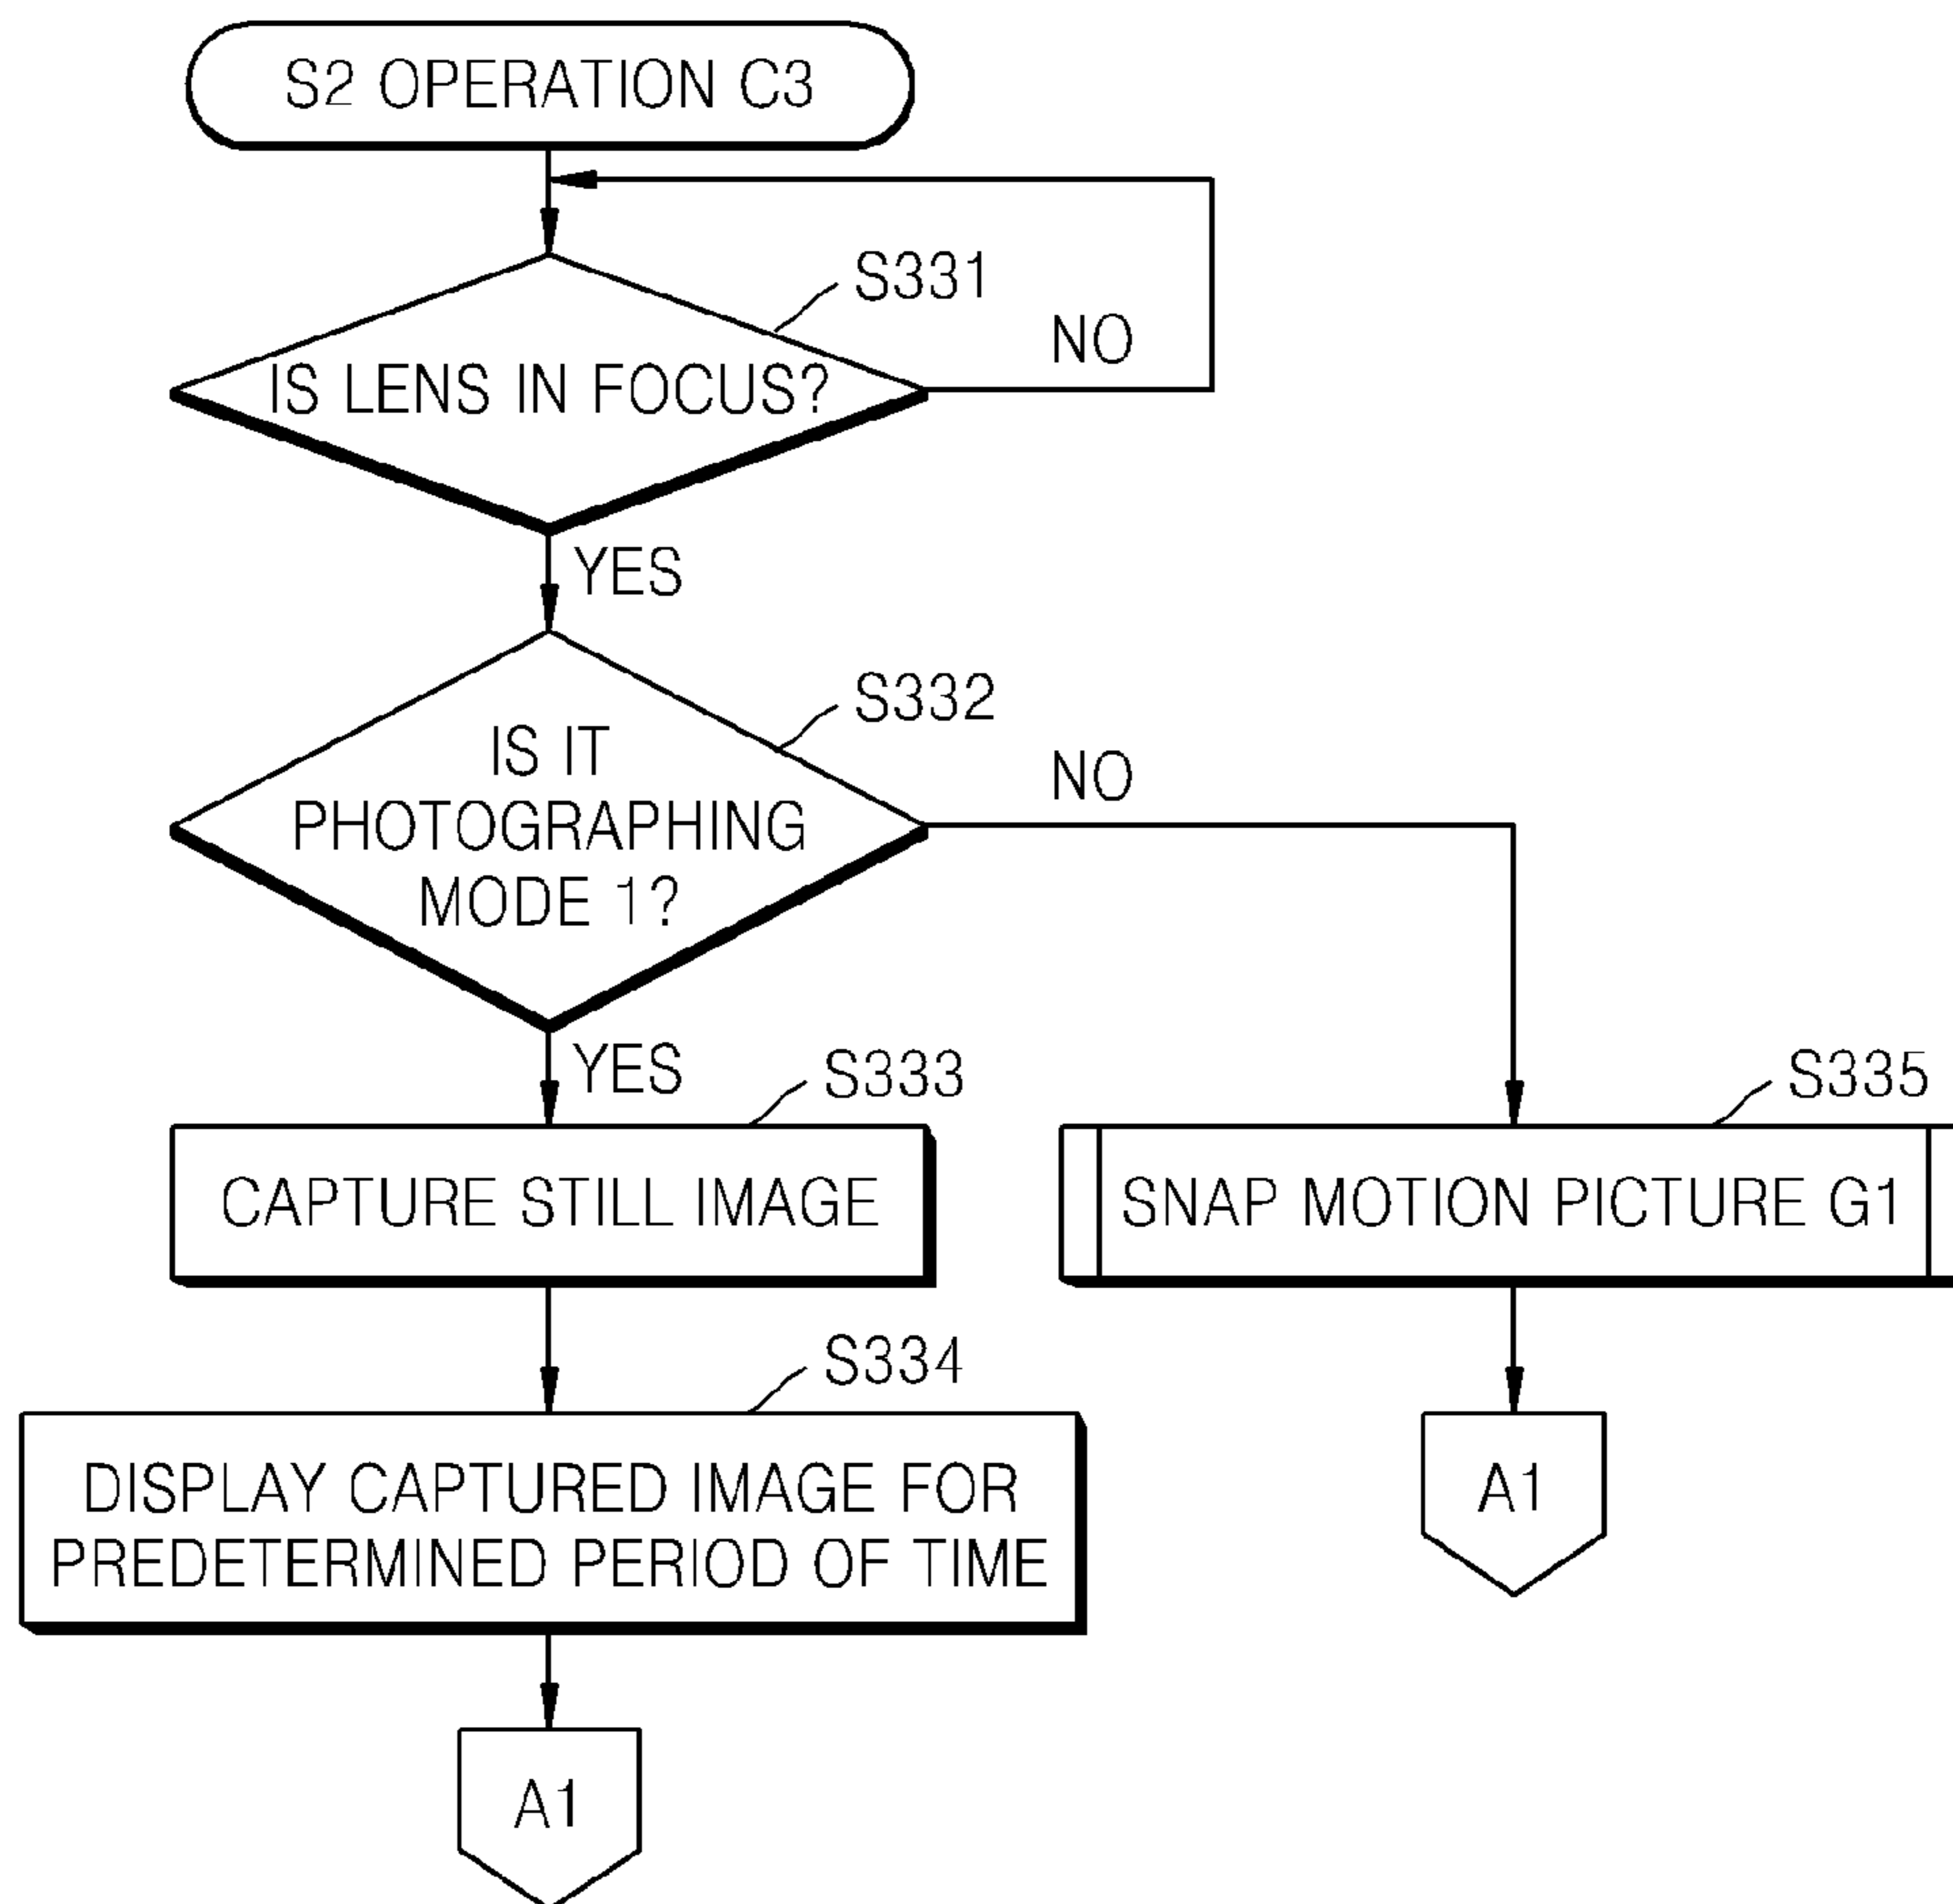 S2 OPERATION C3
S331
IS LENS IN FOCUS?
NO
YES
S332
IS IT
PHOTOGRAPHING
MODE 1?
NO
YES
S333
CAPTURE STILL IMAGE
S335
SNAP MOTION PICTURE G1
S334
DISPLAY CAPTURED IMAGE FOR
PREDETERMINED PERIOD OF TIME
A1
A1